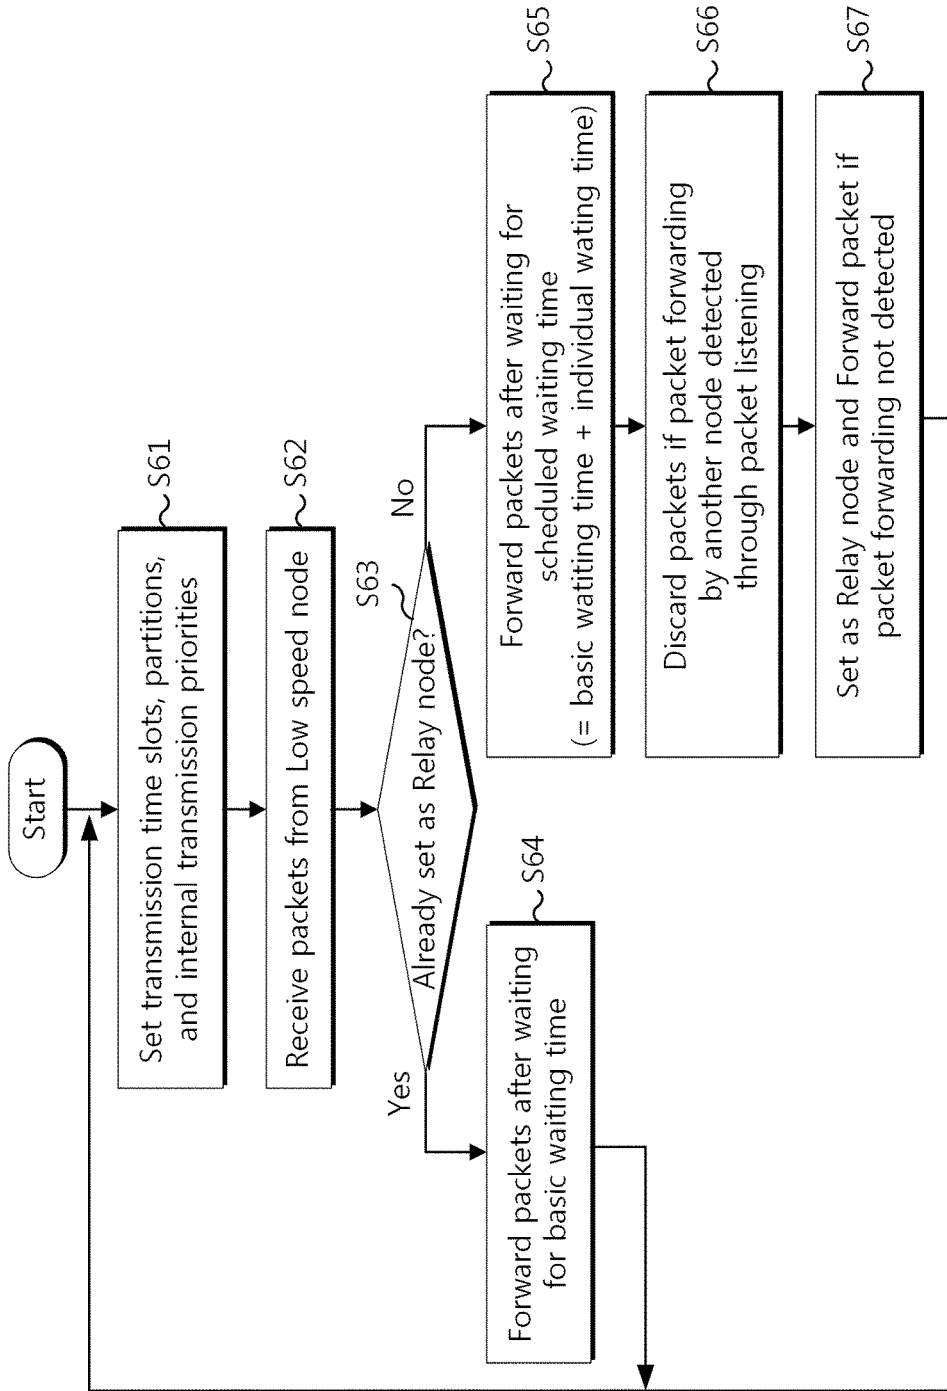 Start
Set transmission time slots, partitions,
and internal transmission priorities
S61
Receive packets from Low speed node
S62
Already set as Relay node?
S63
Yes
No
Forward packets after waiting
for basic waiting time
S64
Forward packets after waiting for
scheduled waiting time
(= basic watiting time + individual wating time)
S65
Discard packets if packet forwarding
by another node detected
through packet listening
S66
Set as Relay node and Forward packet if
packet forwarding not detected
S67